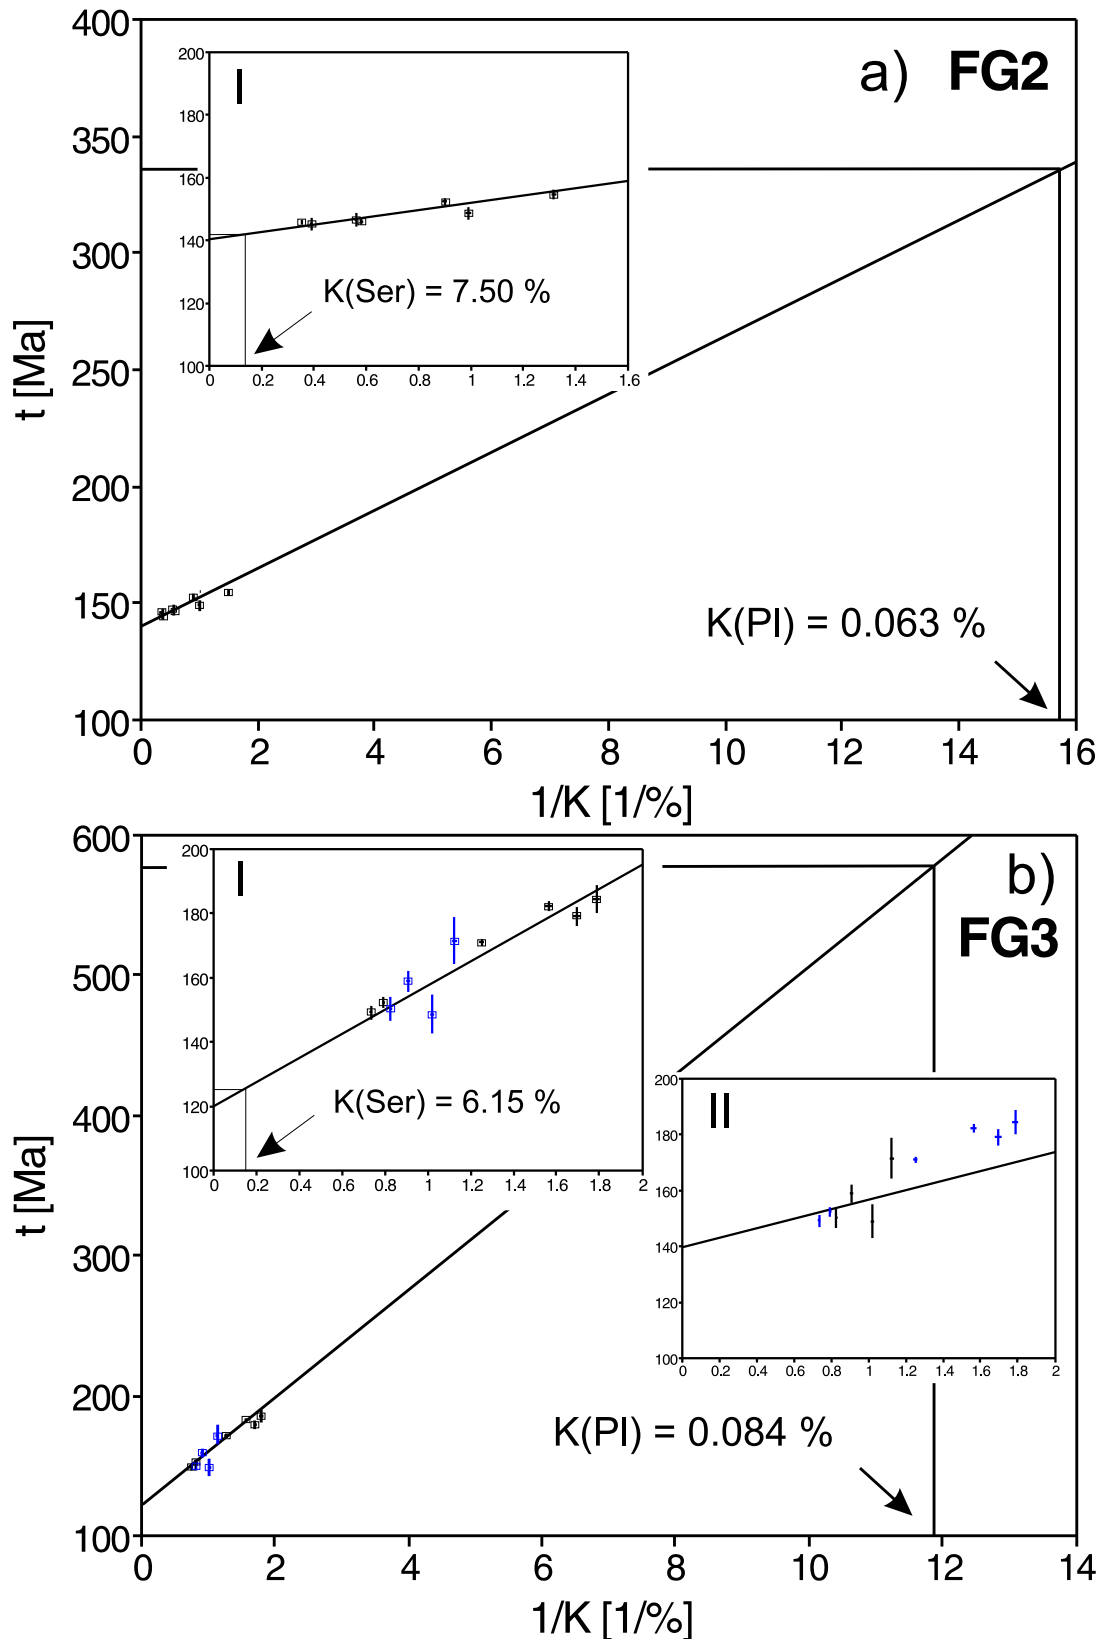 a) FG2
t [Ma]
400
350
300
250
200
150
100
I
200
180
160
140
120
100
K(Ser) = 7.50 %
0 0.2 0.4 0.6 0.8 1 1.2 1.4 1.6
K(Pl) = 0.063 %
0 2 4 6 8 10 12 14 16
1/K [1/%]
b)
FG3
t [Ma]
600
500
400
300
200
100
I
200
180
160
140
120
100
K(Ser) = 6.15 %
0 0.2 0.4 0.6 0.8 1 1.2 1.4 1.6 1.8 2
II
200
180
160
140
120
100
0 0.2 0.4 0.6 0.8 1 1.2 1.4 1.6 1.8 2
K(Pl) = 0.084 %
0 2 4 6 8 10 12 14
1/K [1/%]